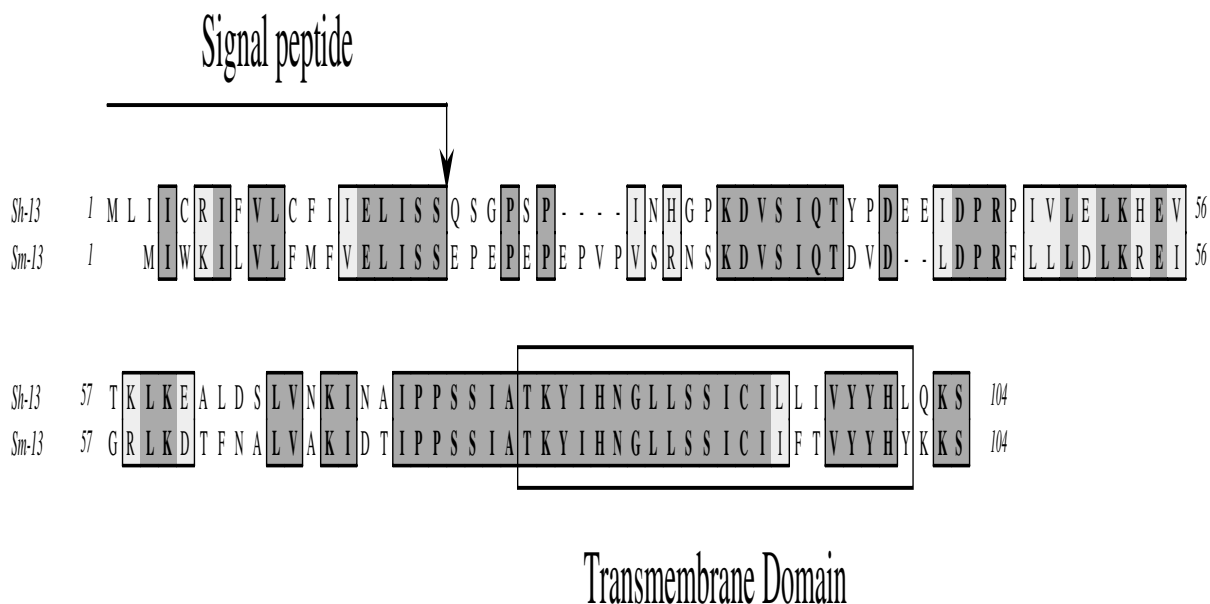 Signal peptide
Sh-13 1 M L I I C R I F V L C F I I E L I S S Q S G P S P - - - - I N H G P K D V S I Q T Y P D E E I D P R P I V L E L K H E V 56
Sm-13 1 M I W K I L V L F M F V E L I S S E P E P E P E P V P V S R N S K D V S I Q T D V D - - L D P R F L L L D L K R E I 56
Sh-13 57 T K L K E A L D S L V N K I N A I P P S S I A T K Y I H N G L L S S I C I L L I V Y Y H L Q K S 104
Sm-13 57 G R L K D T F N A L V A K I D T I P P S S I A T K Y I H N G L L S S I C I I F T V Y Y H Y K K S 104
Transmembrane Domain